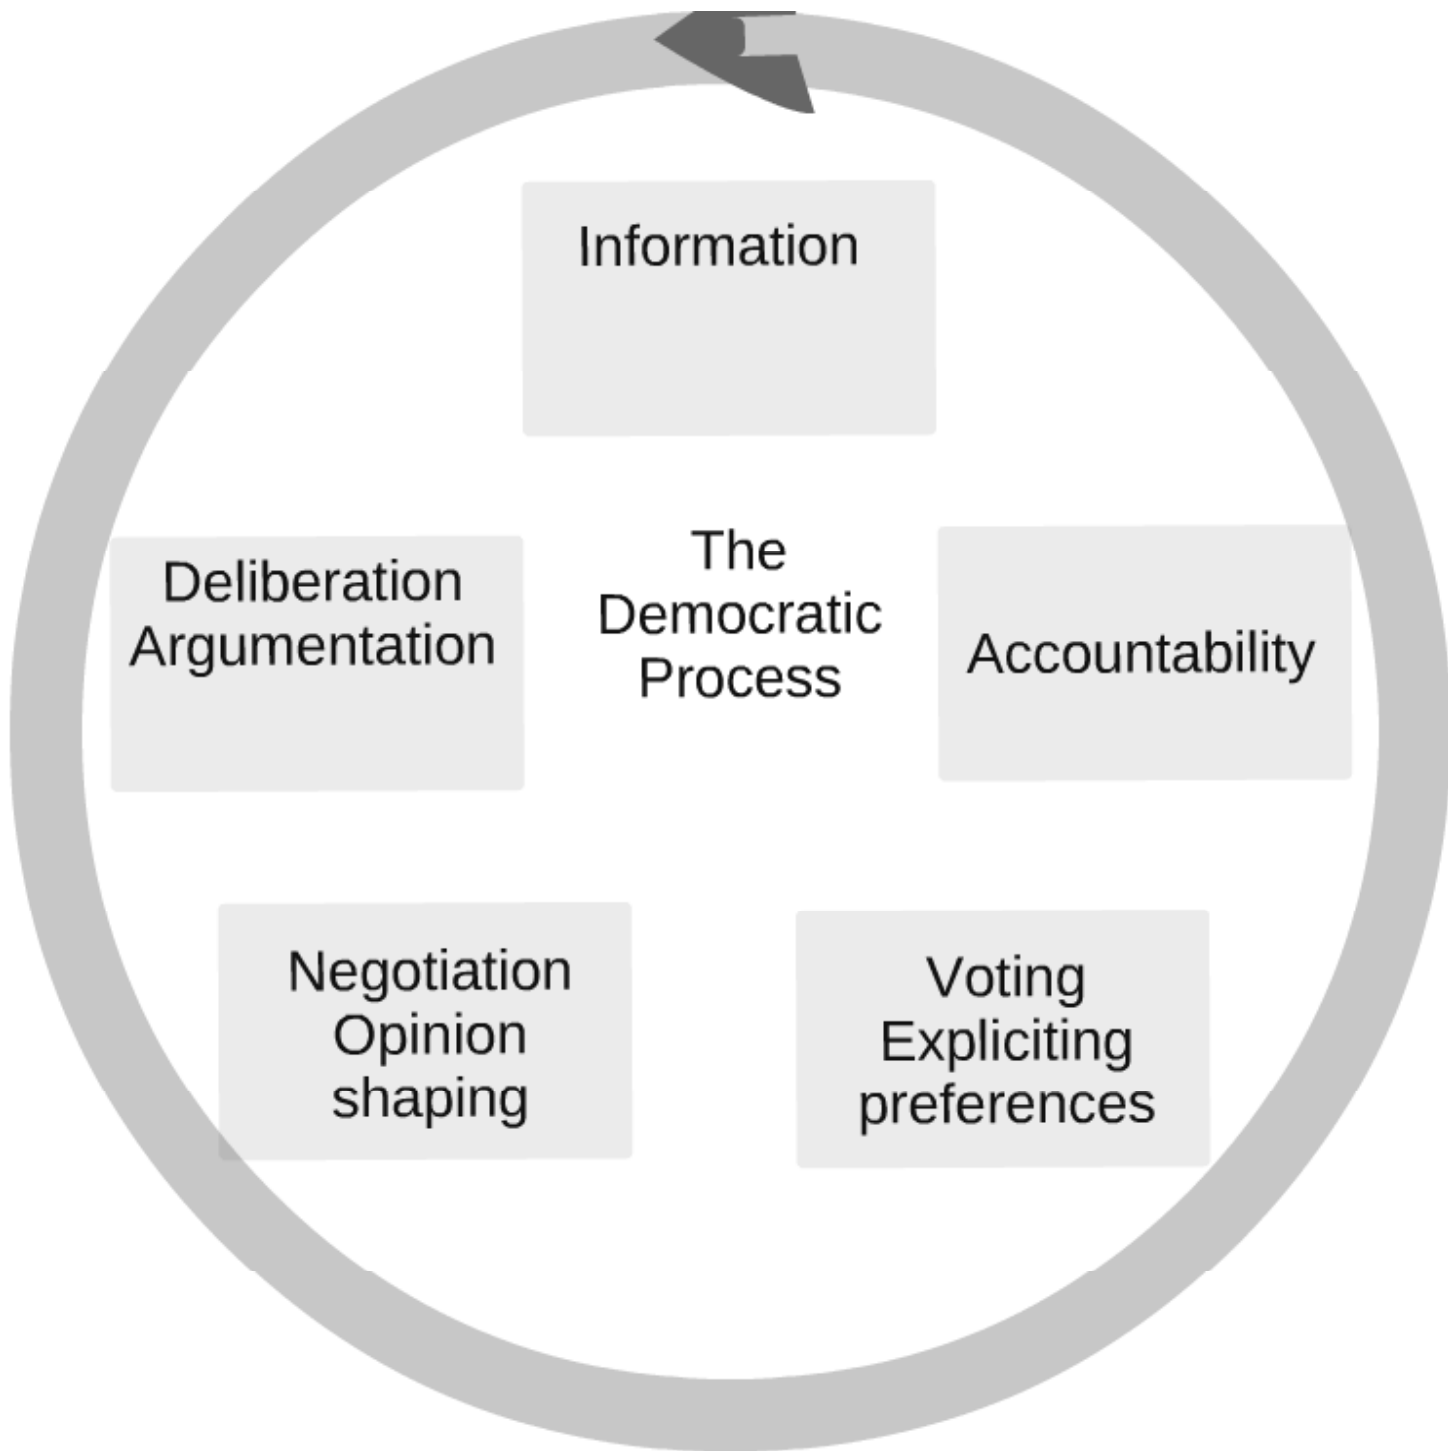 Information
The
Democratic
Process
Deliberation
Argumentation
Accountability
Negotiation
Opinion
shaping
Voting
Expliciting
preferences